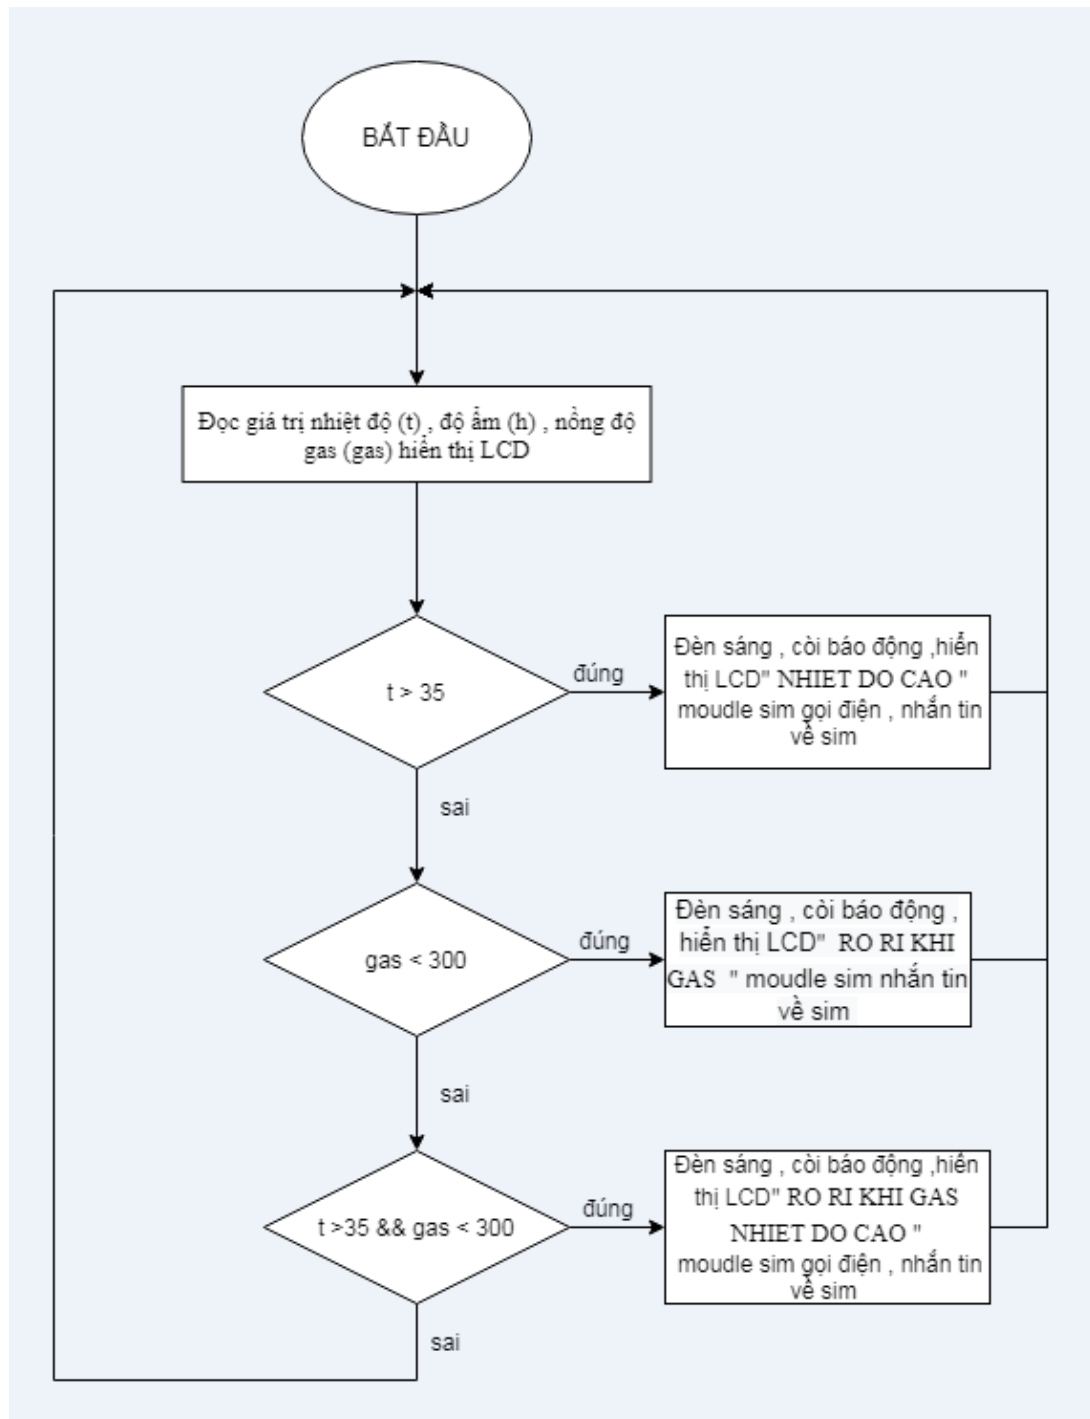 BẮT ĐẦU
Đọc giá trị nhiệt độ (t) , độ ẩm (h) , nồng độ
gas (gas) hiển thị LCD
t > 35
đúng
Đèn sáng , còi báo động ,hiển
thị LCD" NHIET DO CAO "
moudle sim gọi điện , nhắn tin
về sim
sai
gas < 300
đúng
Đèn sáng , còi báo động ,
hiển thị LCD" RO RI KHI
GAS " moudle sim nhắn tin
về sim
sai
t >35 && gas < 300
đúng
Đèn sáng , còi báo động ,hiển
thị LCD" RO RI KHI GAS
NHIET DO CAO "
moudle sim gọi điện , nhắn tin
về sim
sai